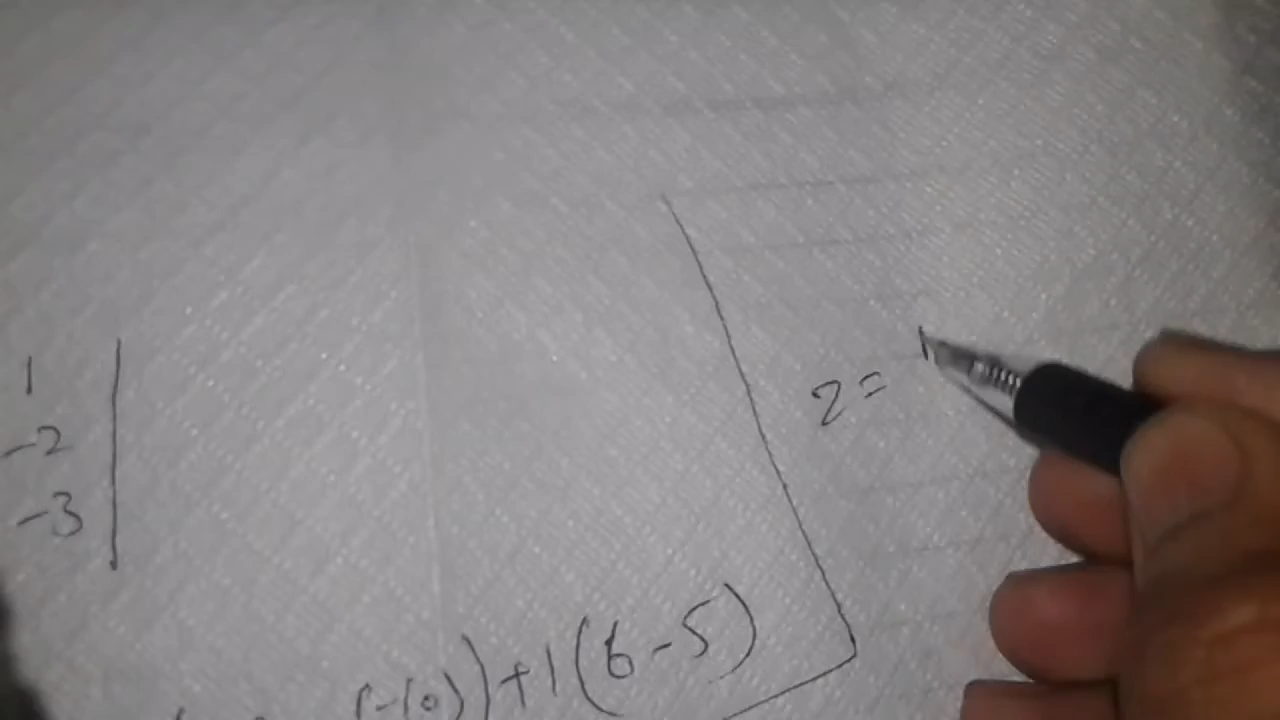 1
-2
-3
z =
(-10))+1(6-5)